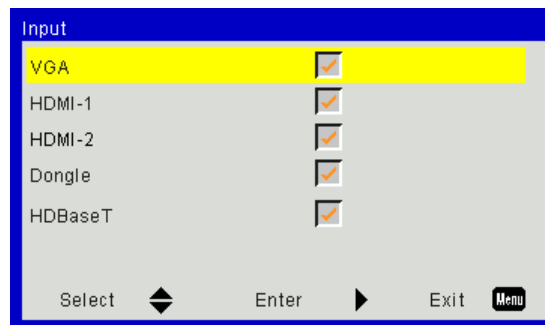 Input
VGA
HDMI-1
HDMI-2
Dongle
HDBaseT
Select Enter Exit Menu